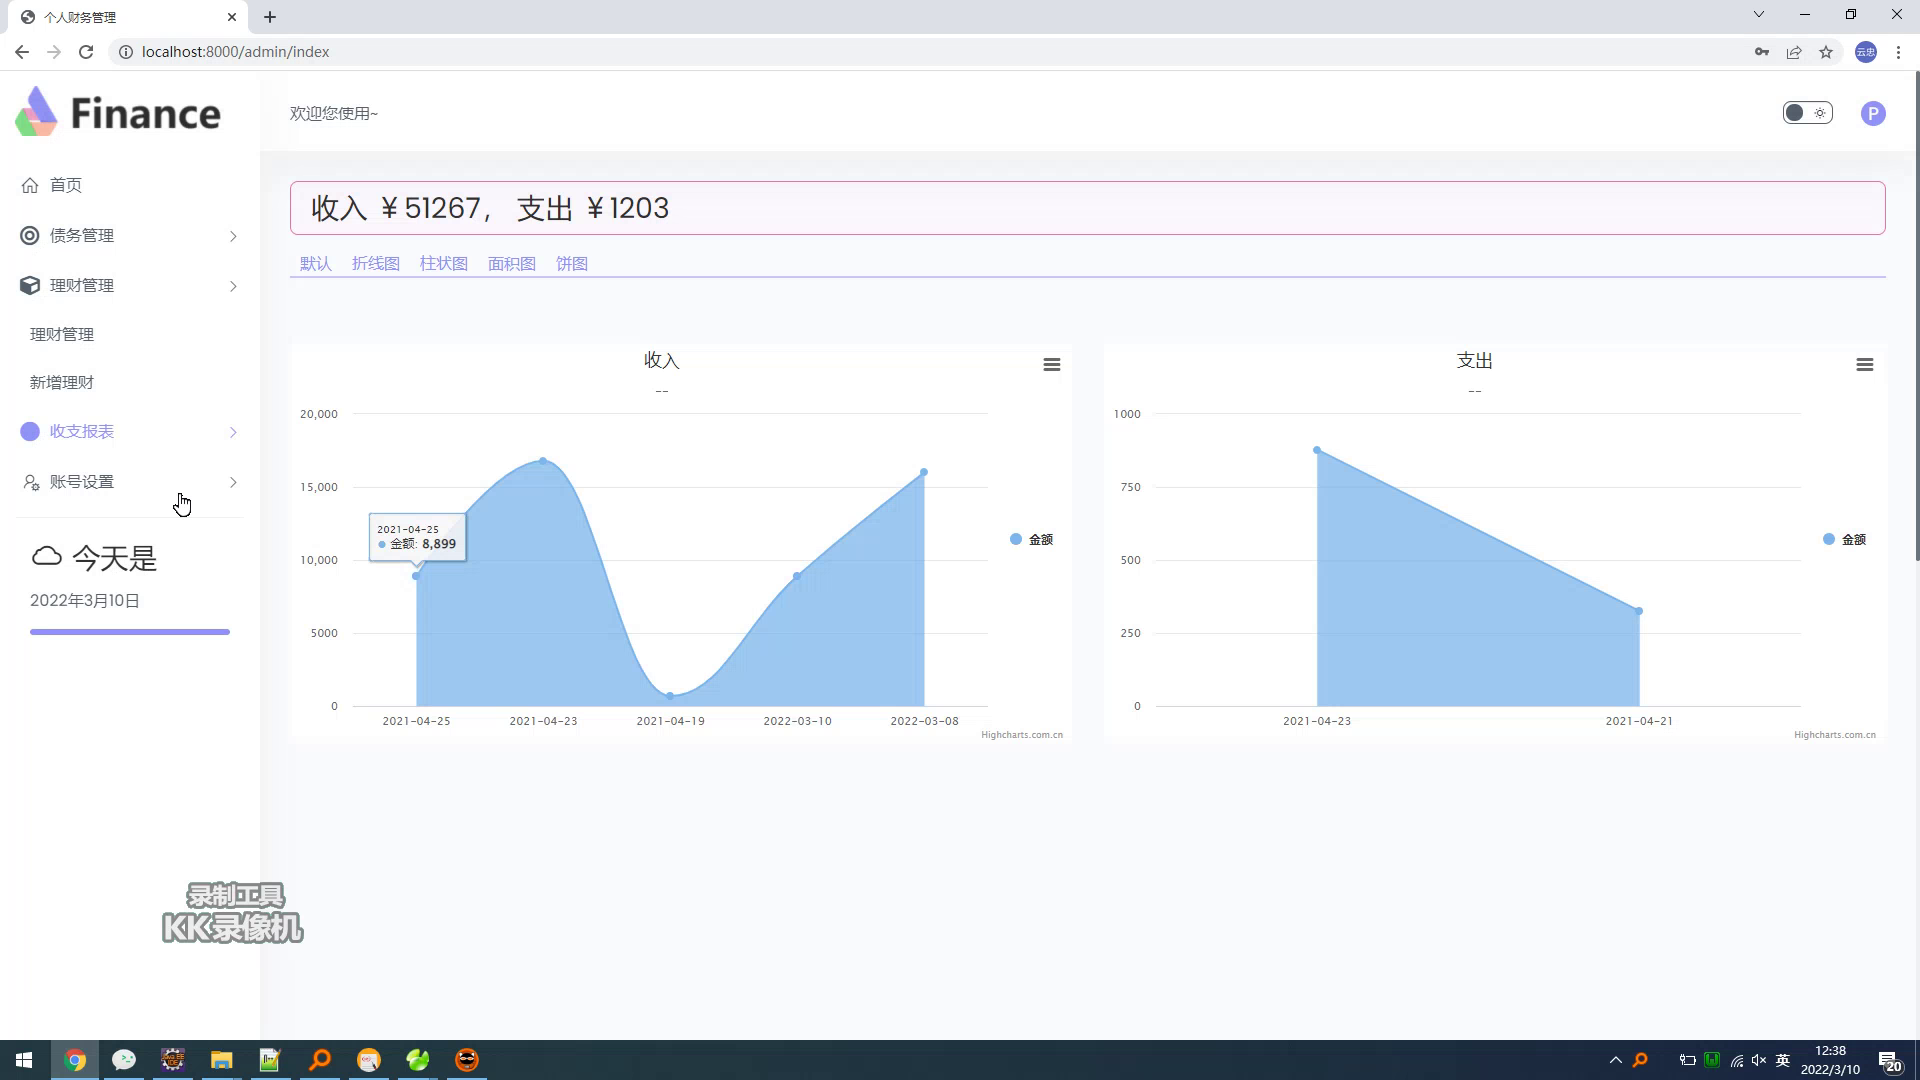 个人财务管理
localhost:8000/admin/index
云忠
Finance
欢迎您使用~
P
首页
债务管理
理财管理
理财管理
新增理财
收支报表
账号设置
今天是
2022年3月10日
收入 ￥51267， 支出 ￥1203
默认 折线图 柱状图 面积图 饼图
收入
--
20,000
15,000
10,000
5000
0
2021-04-25
金额: 8,899
2021-04-25 2021-04-23 2021-04-19 2022-03-10 2022-03-08
金额
Highcharts.com.cn
支出
--
1000
750
500
250
0
2021-04-23 2021-04-21
金额
Highcharts.com.cn
录制工具
KK录像机
英
12:38
2022/3/10
20